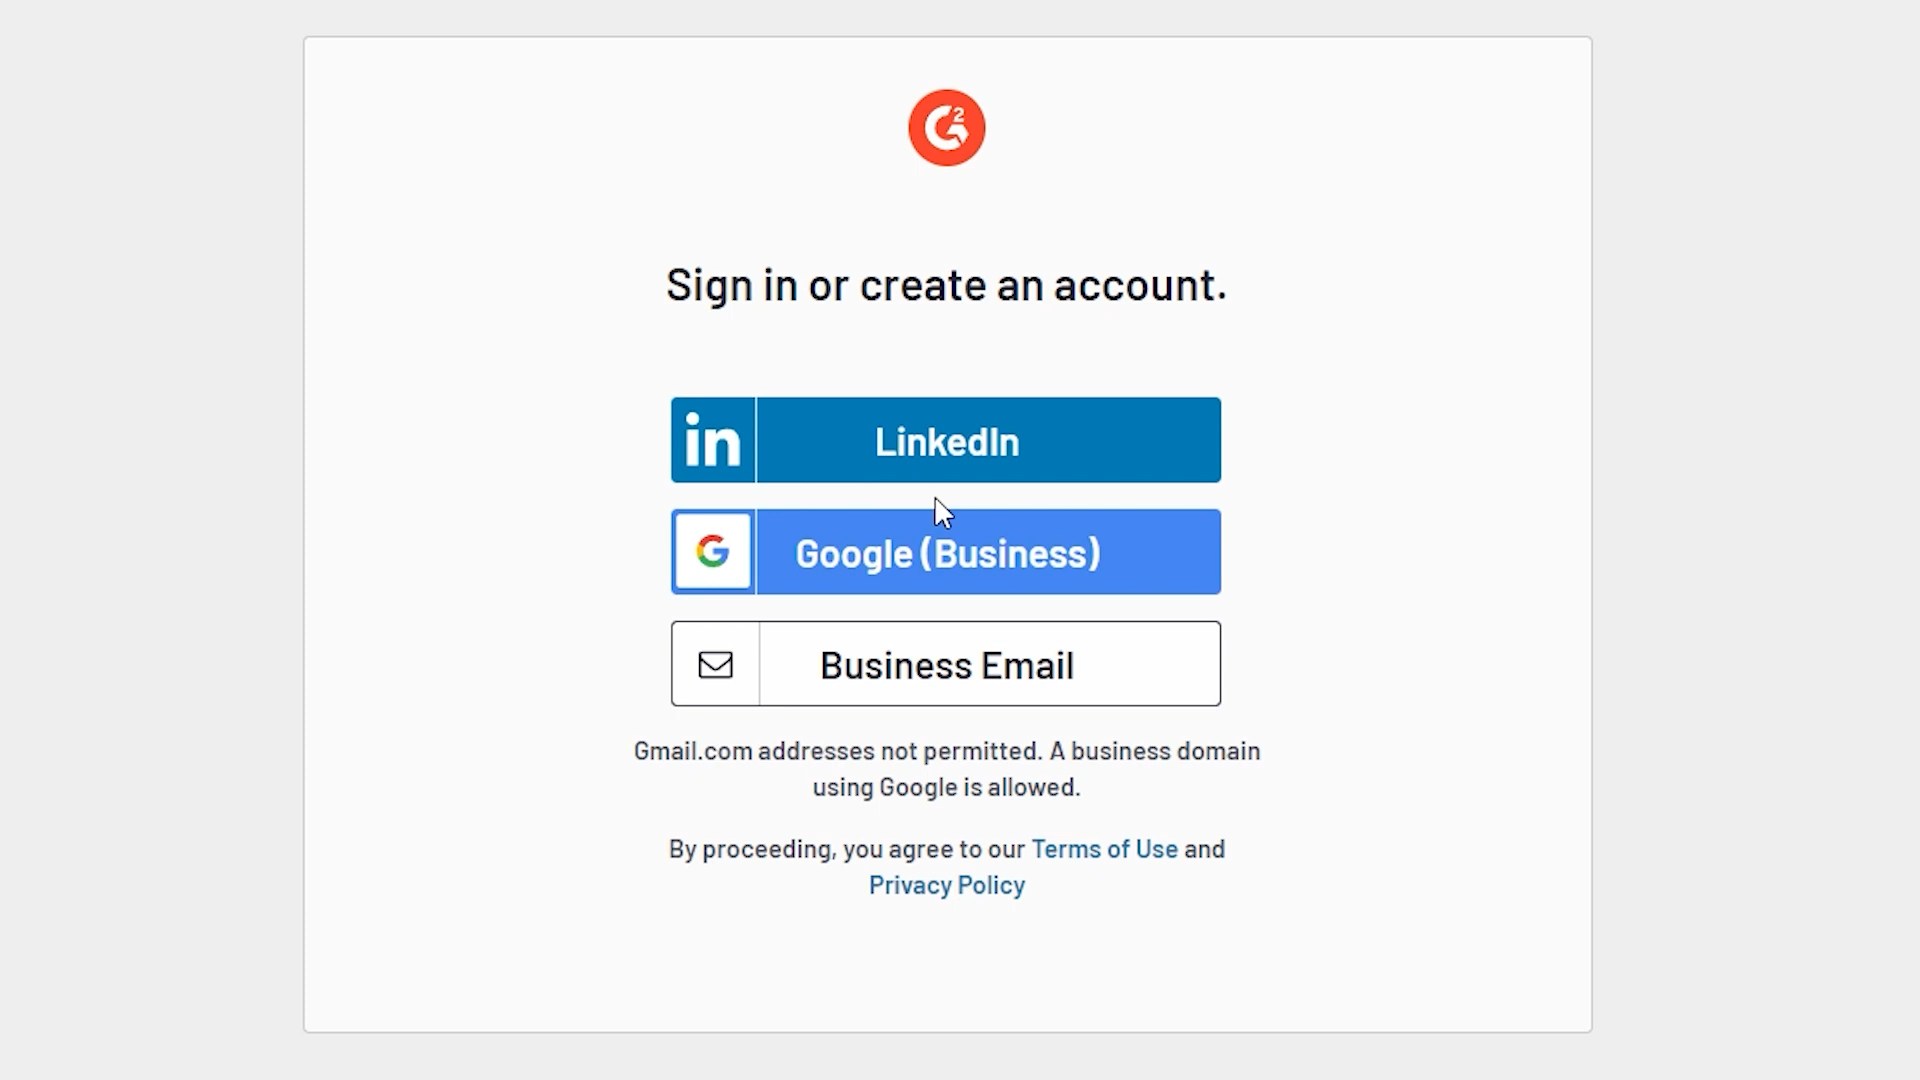 G2
Sign in or create an account.
in LinkedIn
G Google (Business)
Business Email
Gmail.com addresses not permitted. A business domain
using Google is allowed.
By proceeding, you agree to our Terms of Use and
Privacy Policy